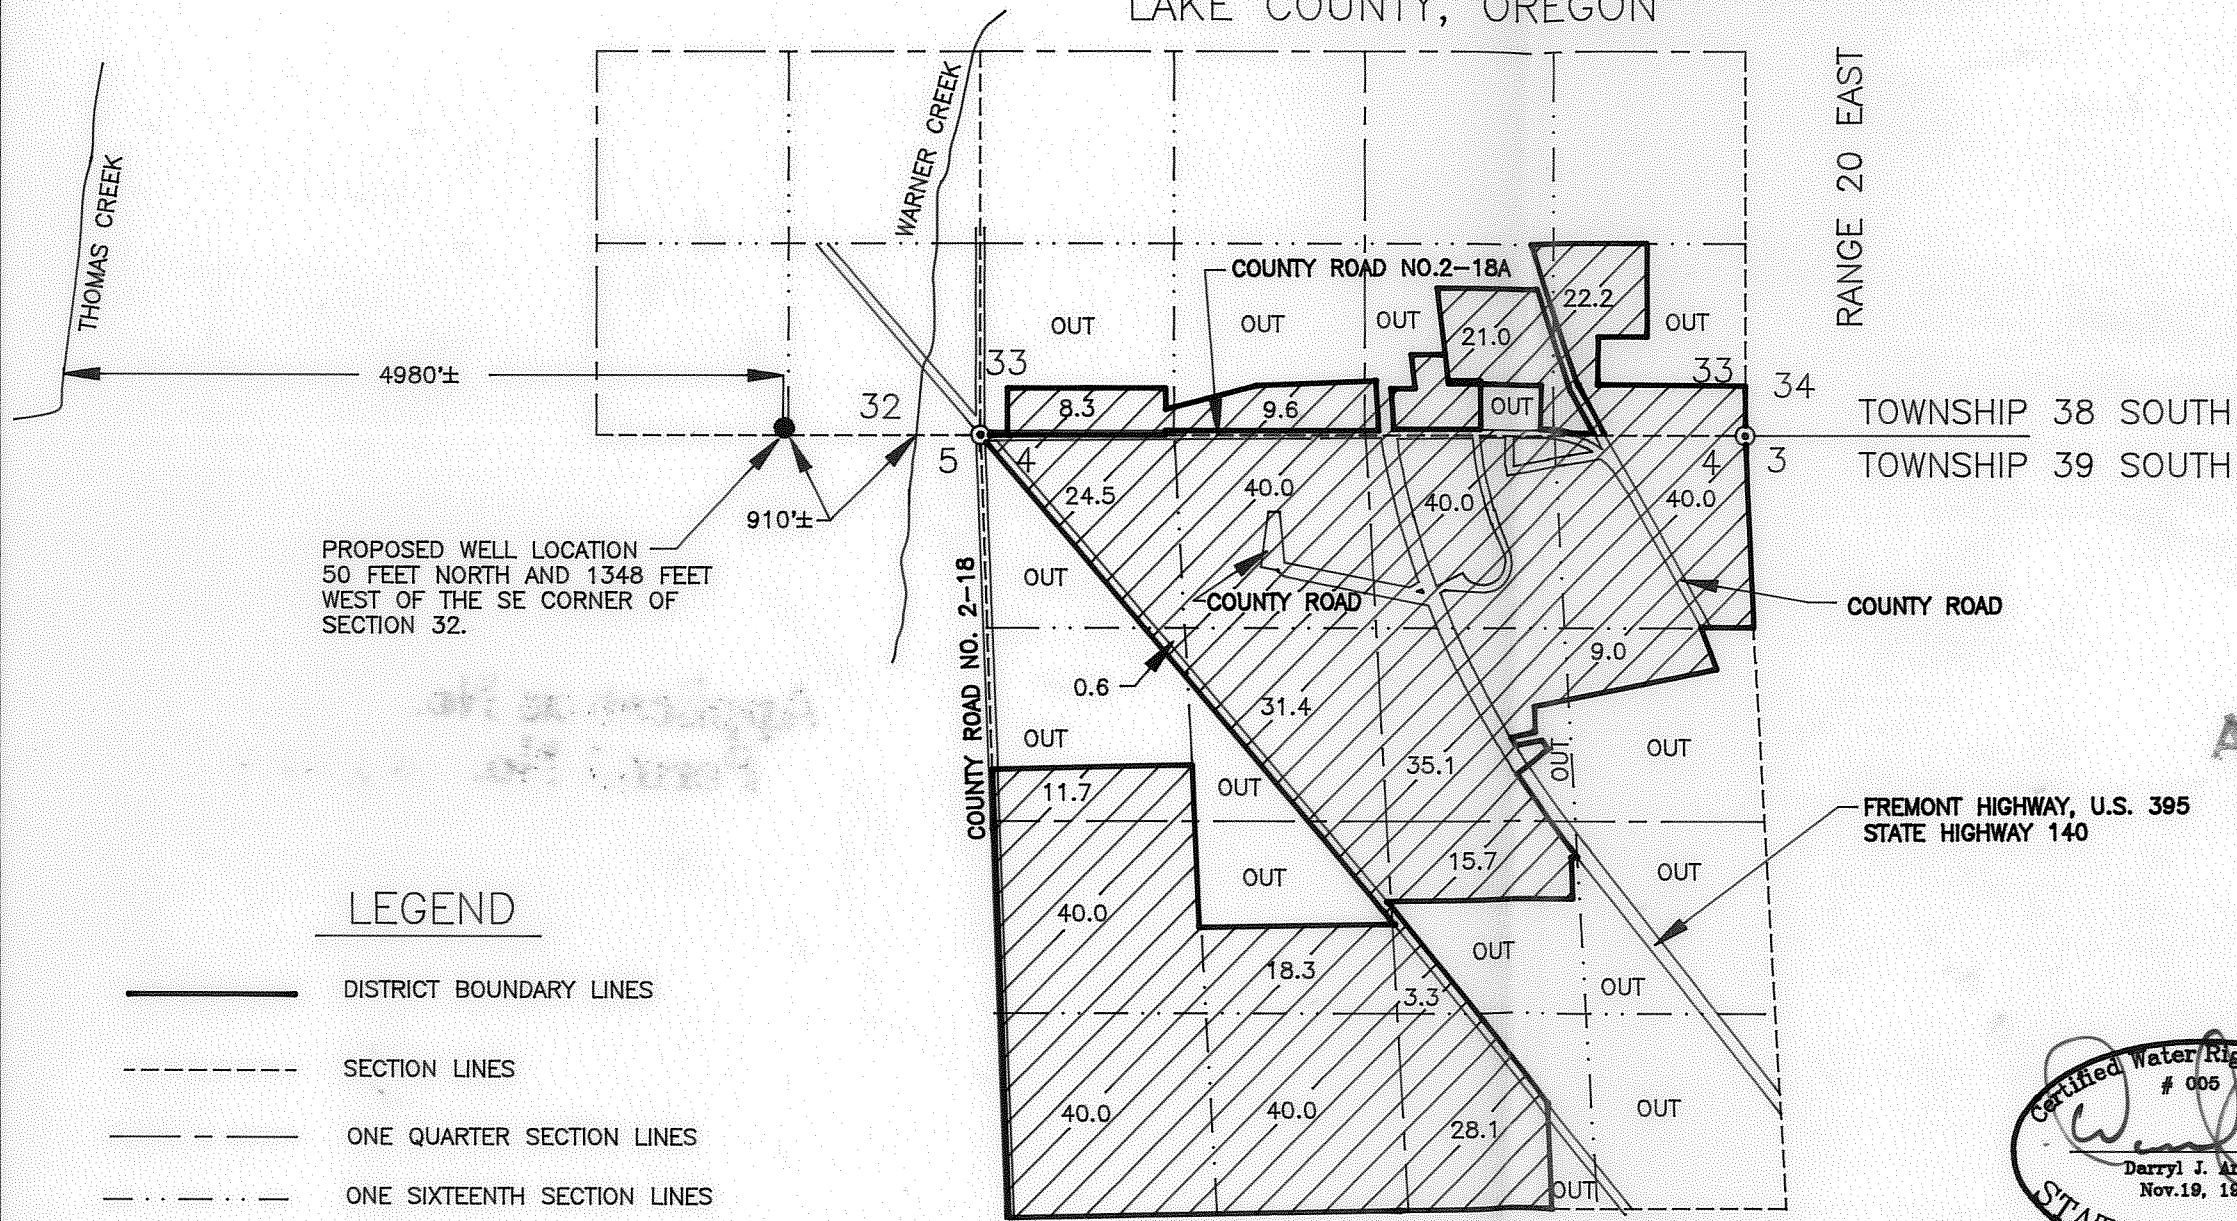 LAKE COUNTY, OREGON
RANGE 20 EAST
THOMAS CREEK
WARNER CREEK
COUNTY ROAD NO.2-18A
22.2
OUT
OUT
OUT
OUT
21.0
33
33
34
4980'±
32
8.3
9.6
OUT
TOWNSHIP 38 SOUTH
5
4
4
3
TOWNSHIP 39 SOUTH
24.5
40.0
40.0
40.0
910'±
PROPOSED WELL LOCATION
50 FEET NORTH AND 1348 FEET
WEST OF THE SE CORNER OF
SECTION 32.
OUT
COUNTY ROAD
COUNTY ROAD
COUNTY ROAD NO. 2-18
9.0
0.6
31.4
OUT
OUT
OUT
35.1
11.7
OUT
FREMONT HIGHWAY, U.S. 395
STATE HIGHWAY 140
15.7
OUT
OUT
40.0
OUT
18.3
3.3
OUT
40.0
40.0
28.1
OUT
OUT
LEGEND
DISTRICT BOUNDARY LINES
SECTION LINES
ONE QUARTER SECTION LINES
ONE SIXTEENTH SECTION LINES
Certified Water
# 005
Darryl J.
Nov.19,